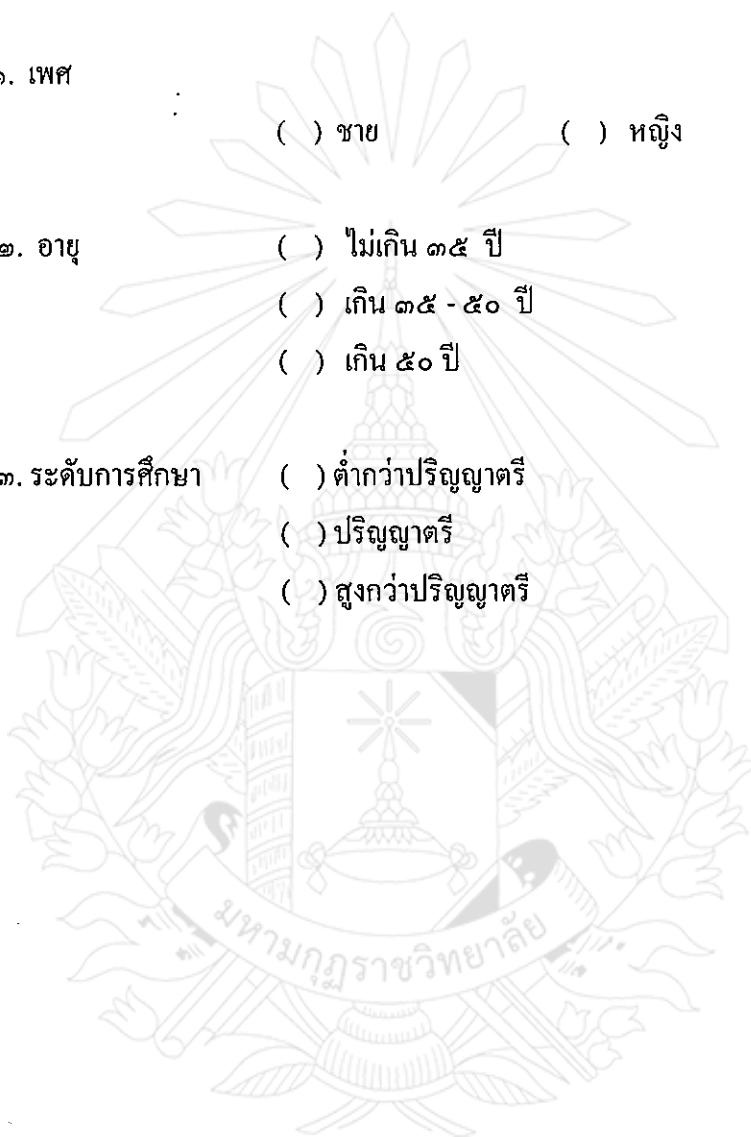 ๑. เพศ
( ) ชาย ( ) หญิง
๒. อายุ ( ) ไม่เกิน ๓๕ ปี
( ) เกิน ๓๕ - ๕๐ ปี
( ) เกิน ๕๐ ปี
๓. ระดับการศึกษา ( ) ต่ำกว่าปริญญาตรี
( ) ปริญญาตรี
( ) สูงกว่าปริญญาตรี
มหามกุฏราชวิทยาลัย